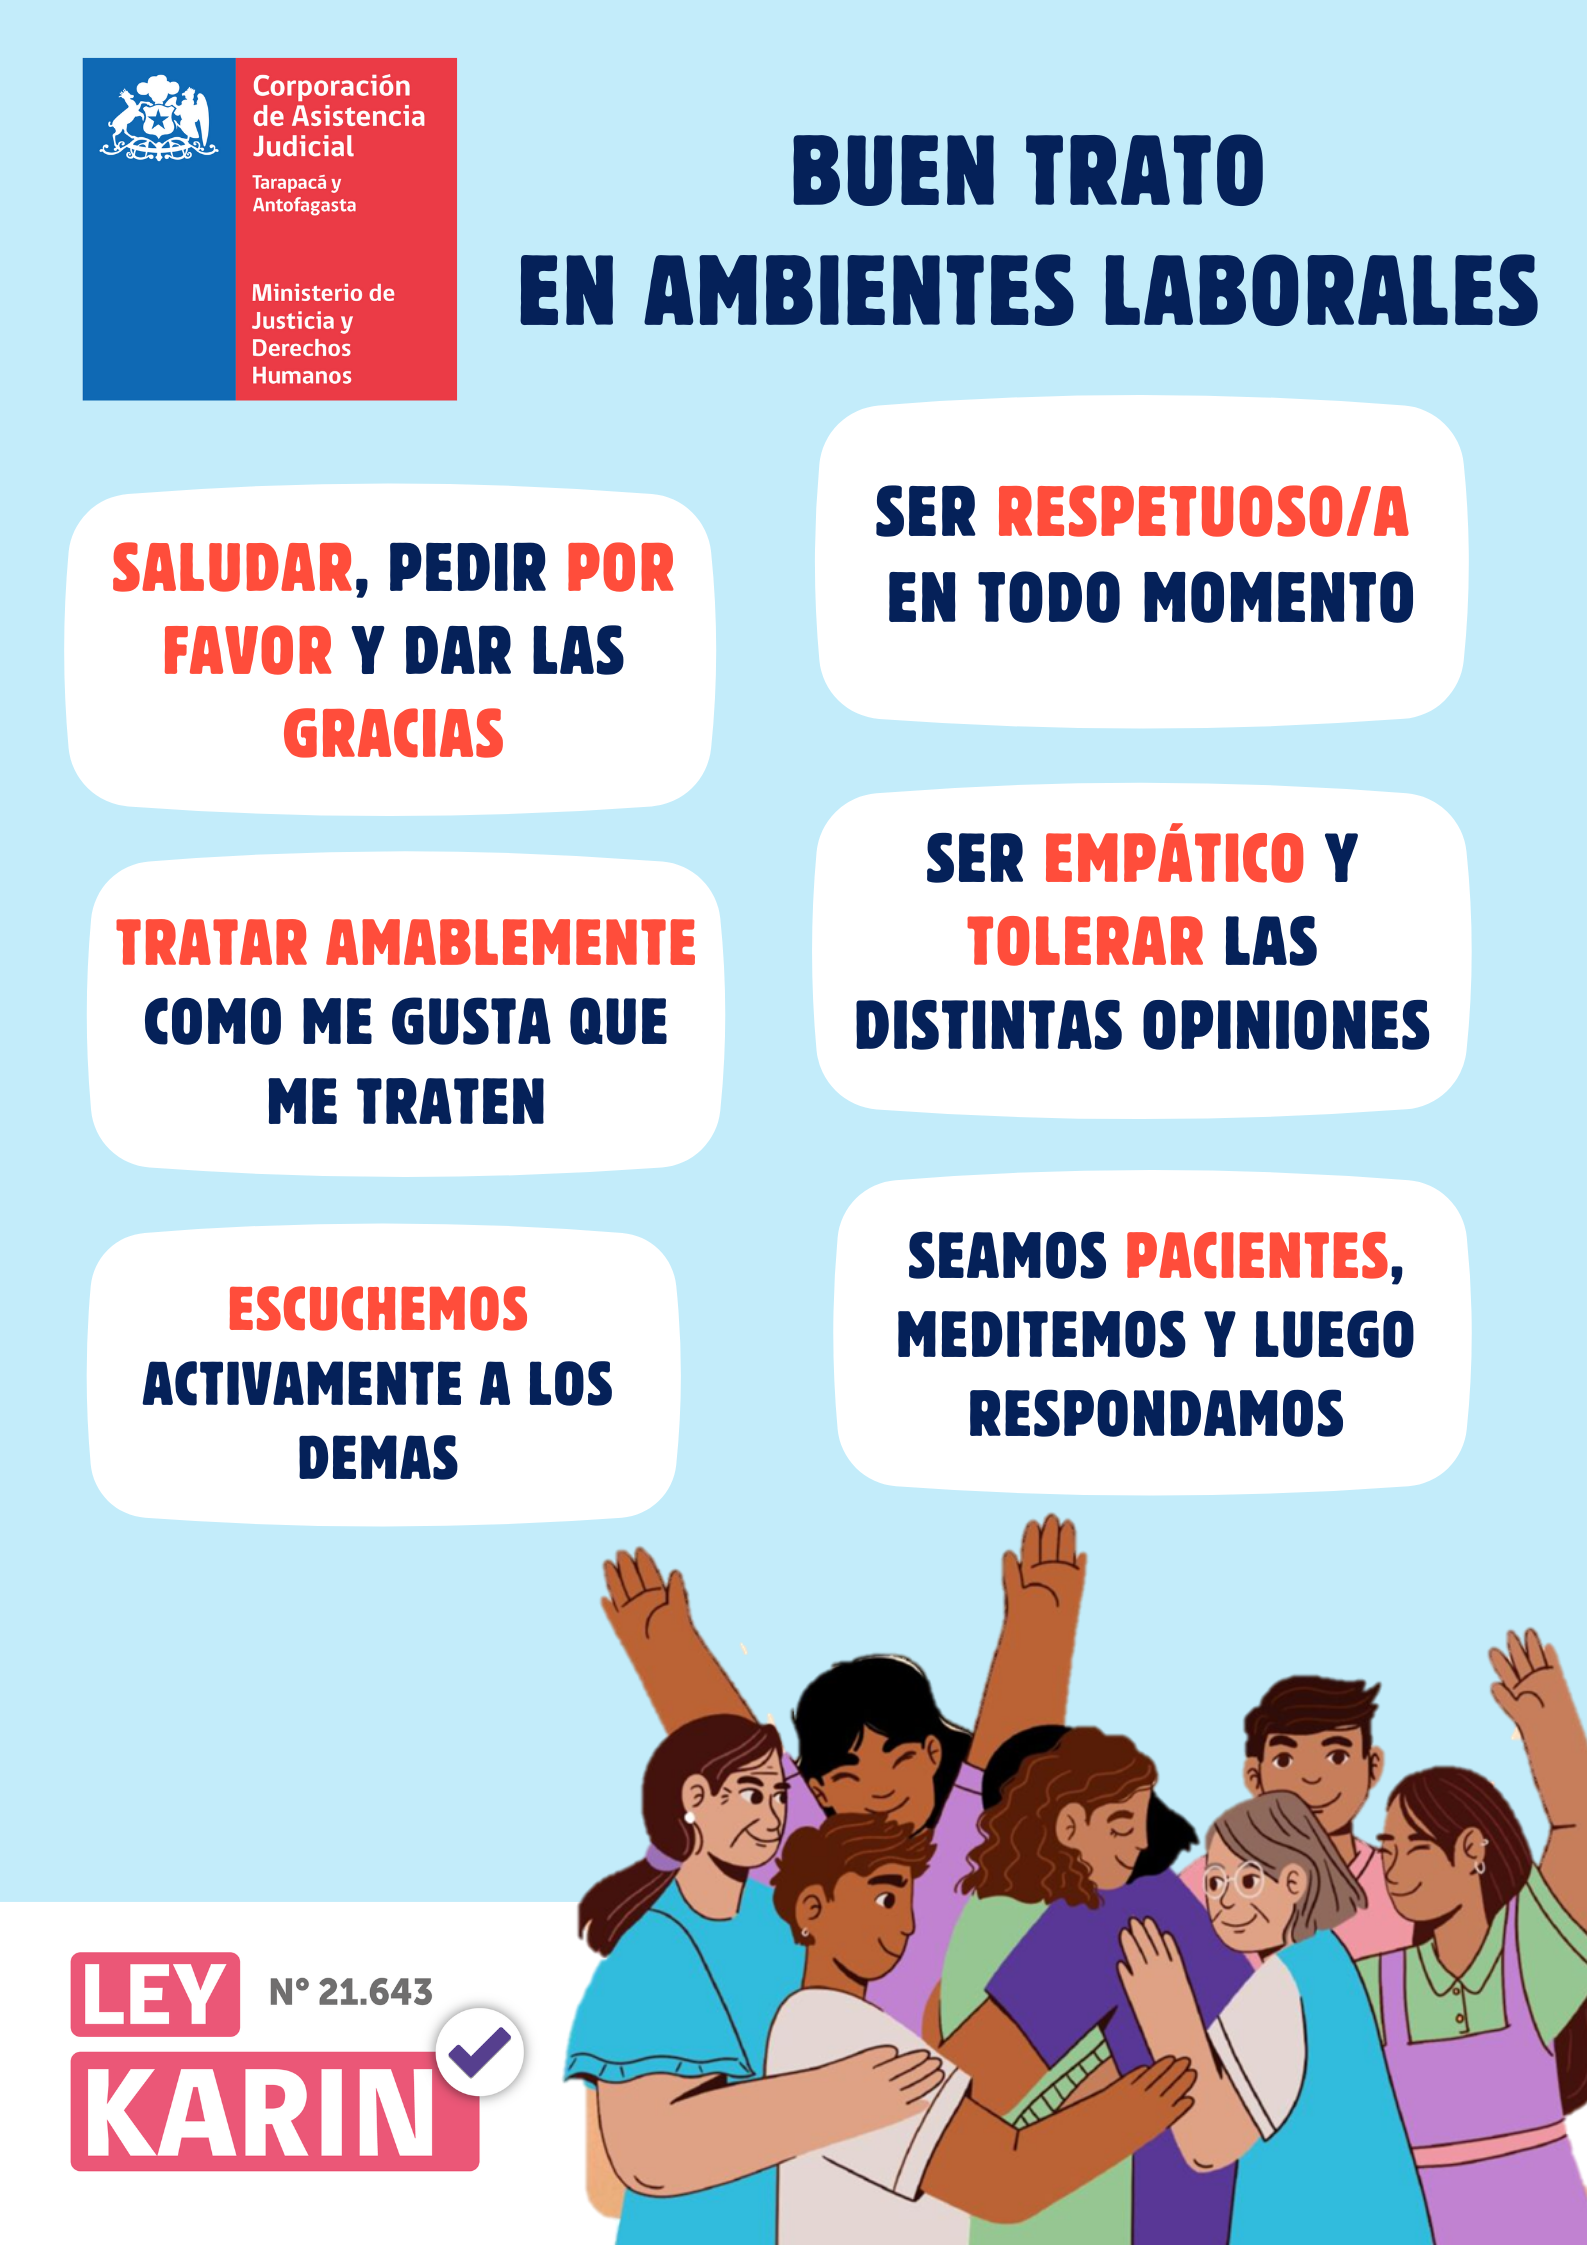 Corporación
de Asistencia
Judicial
Tarapacá y
Antofagasta
Ministerio de
Justicia y
Derechos
Humanos
BUEN TRATO
EN AMBIENTES LABORALES
SALUDAR, PEDIR POR
FAVOR Y DAR LAS
GRACIAS
SER RESPETUOSO/A
EN TODO MOMENTO
TRATAR AMABLEMENTE
COMO ME GUSTA QUE
ME TRATEN
SER EMPÁTICO Y
TOLERAR LAS
DISTINTAS OPINIONES
ESCUCHEMOS
ACTIVAMENTE A LOS
DEMAS
SEAMOS PACIENTES,
MEDITEMOS Y LUEGO
RESPONDAMOS
LEY N° 21.643
KARIN